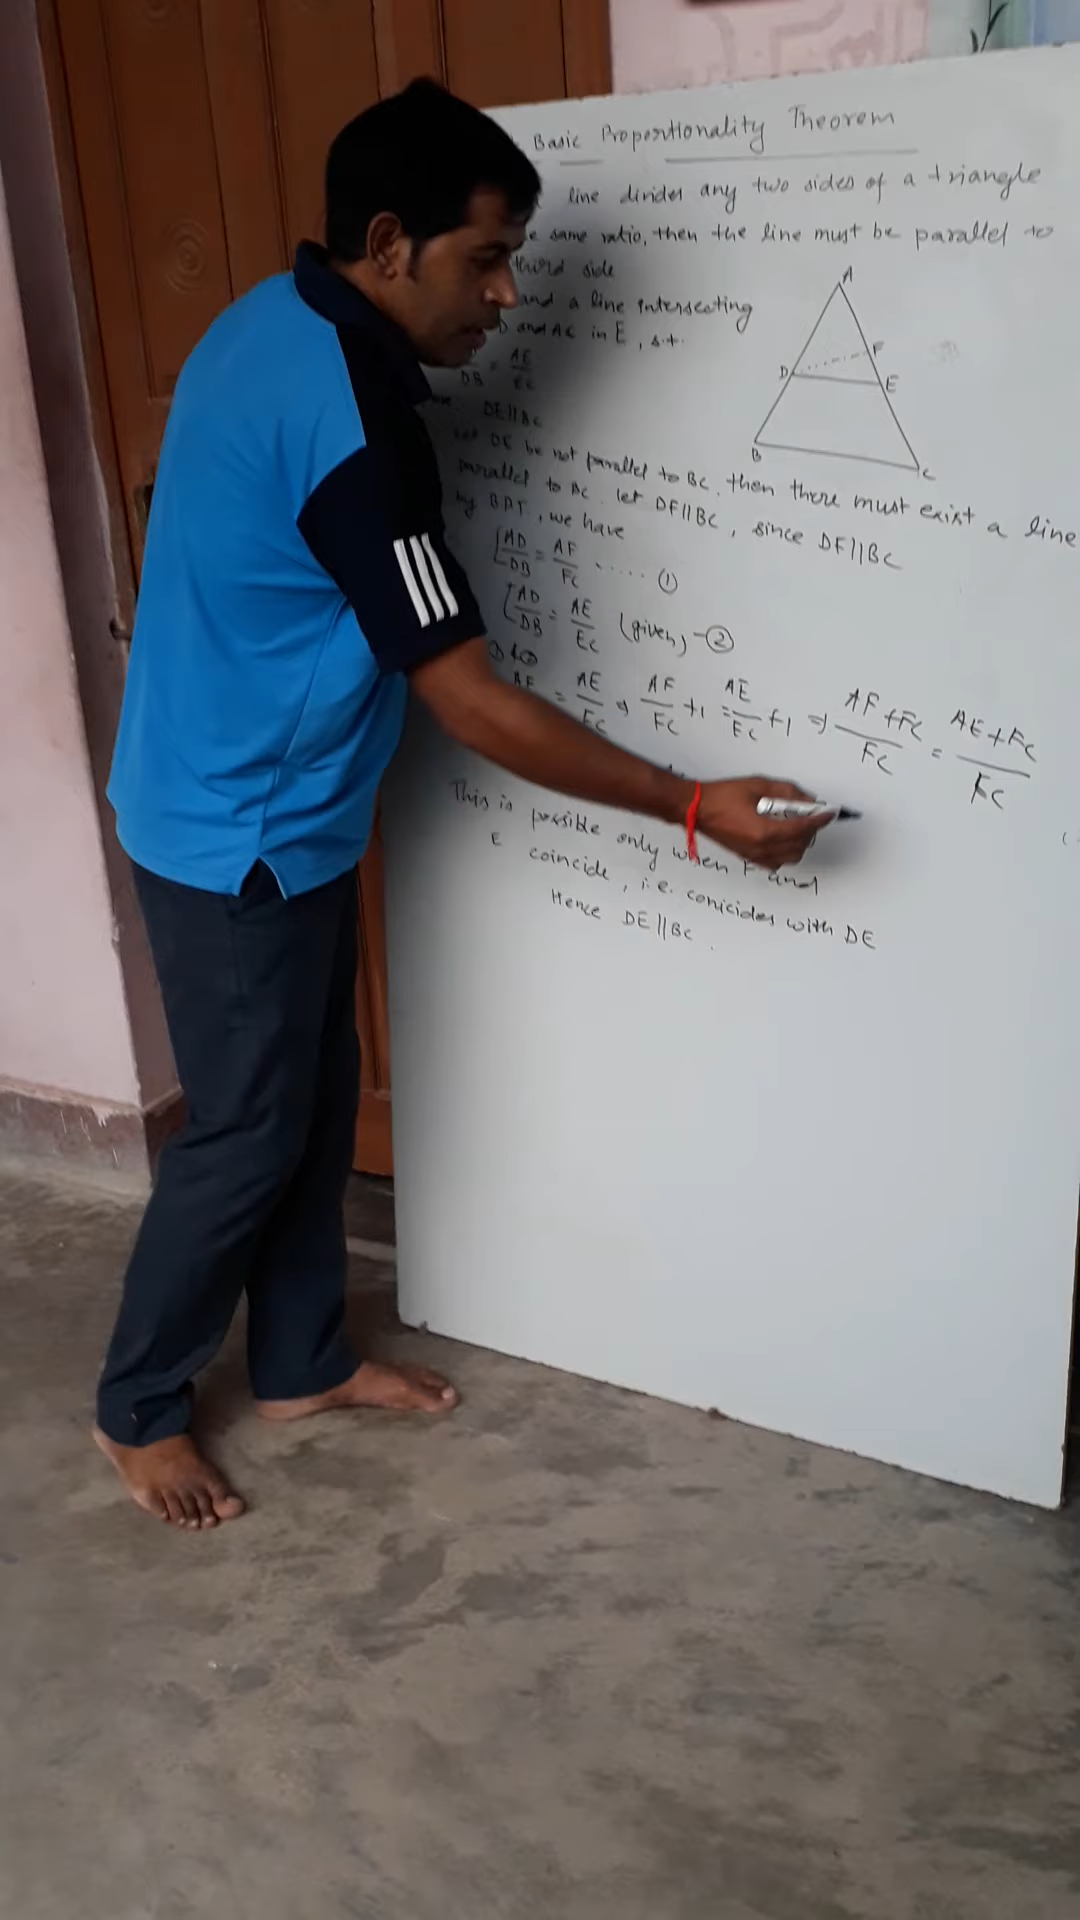 Basic Proportionality Theorem
line divides any two sides of a triangle
same ratio, then the line must be parallel to
third side
and a line intersecting
D and AC in E, s.t.
DB = AE/EC
DE||BC
Let DE be not parallel to BC. then there must exist a line
parallel to BC. let DF||BC, since DF||BC
by BPT, we have
AD/DB = AF/FC ..... ①
AD/DB = AE/EC (given) -②
AF = AE/EC ⇒ AF/FC +1 = AE/EC +1 ⇒ AF+FC/FC = AE+EC/EC
This is possible only when F and
E coincide, i.e. conicides with DE
Hence DE||BC.
A
F
D
E
B
C